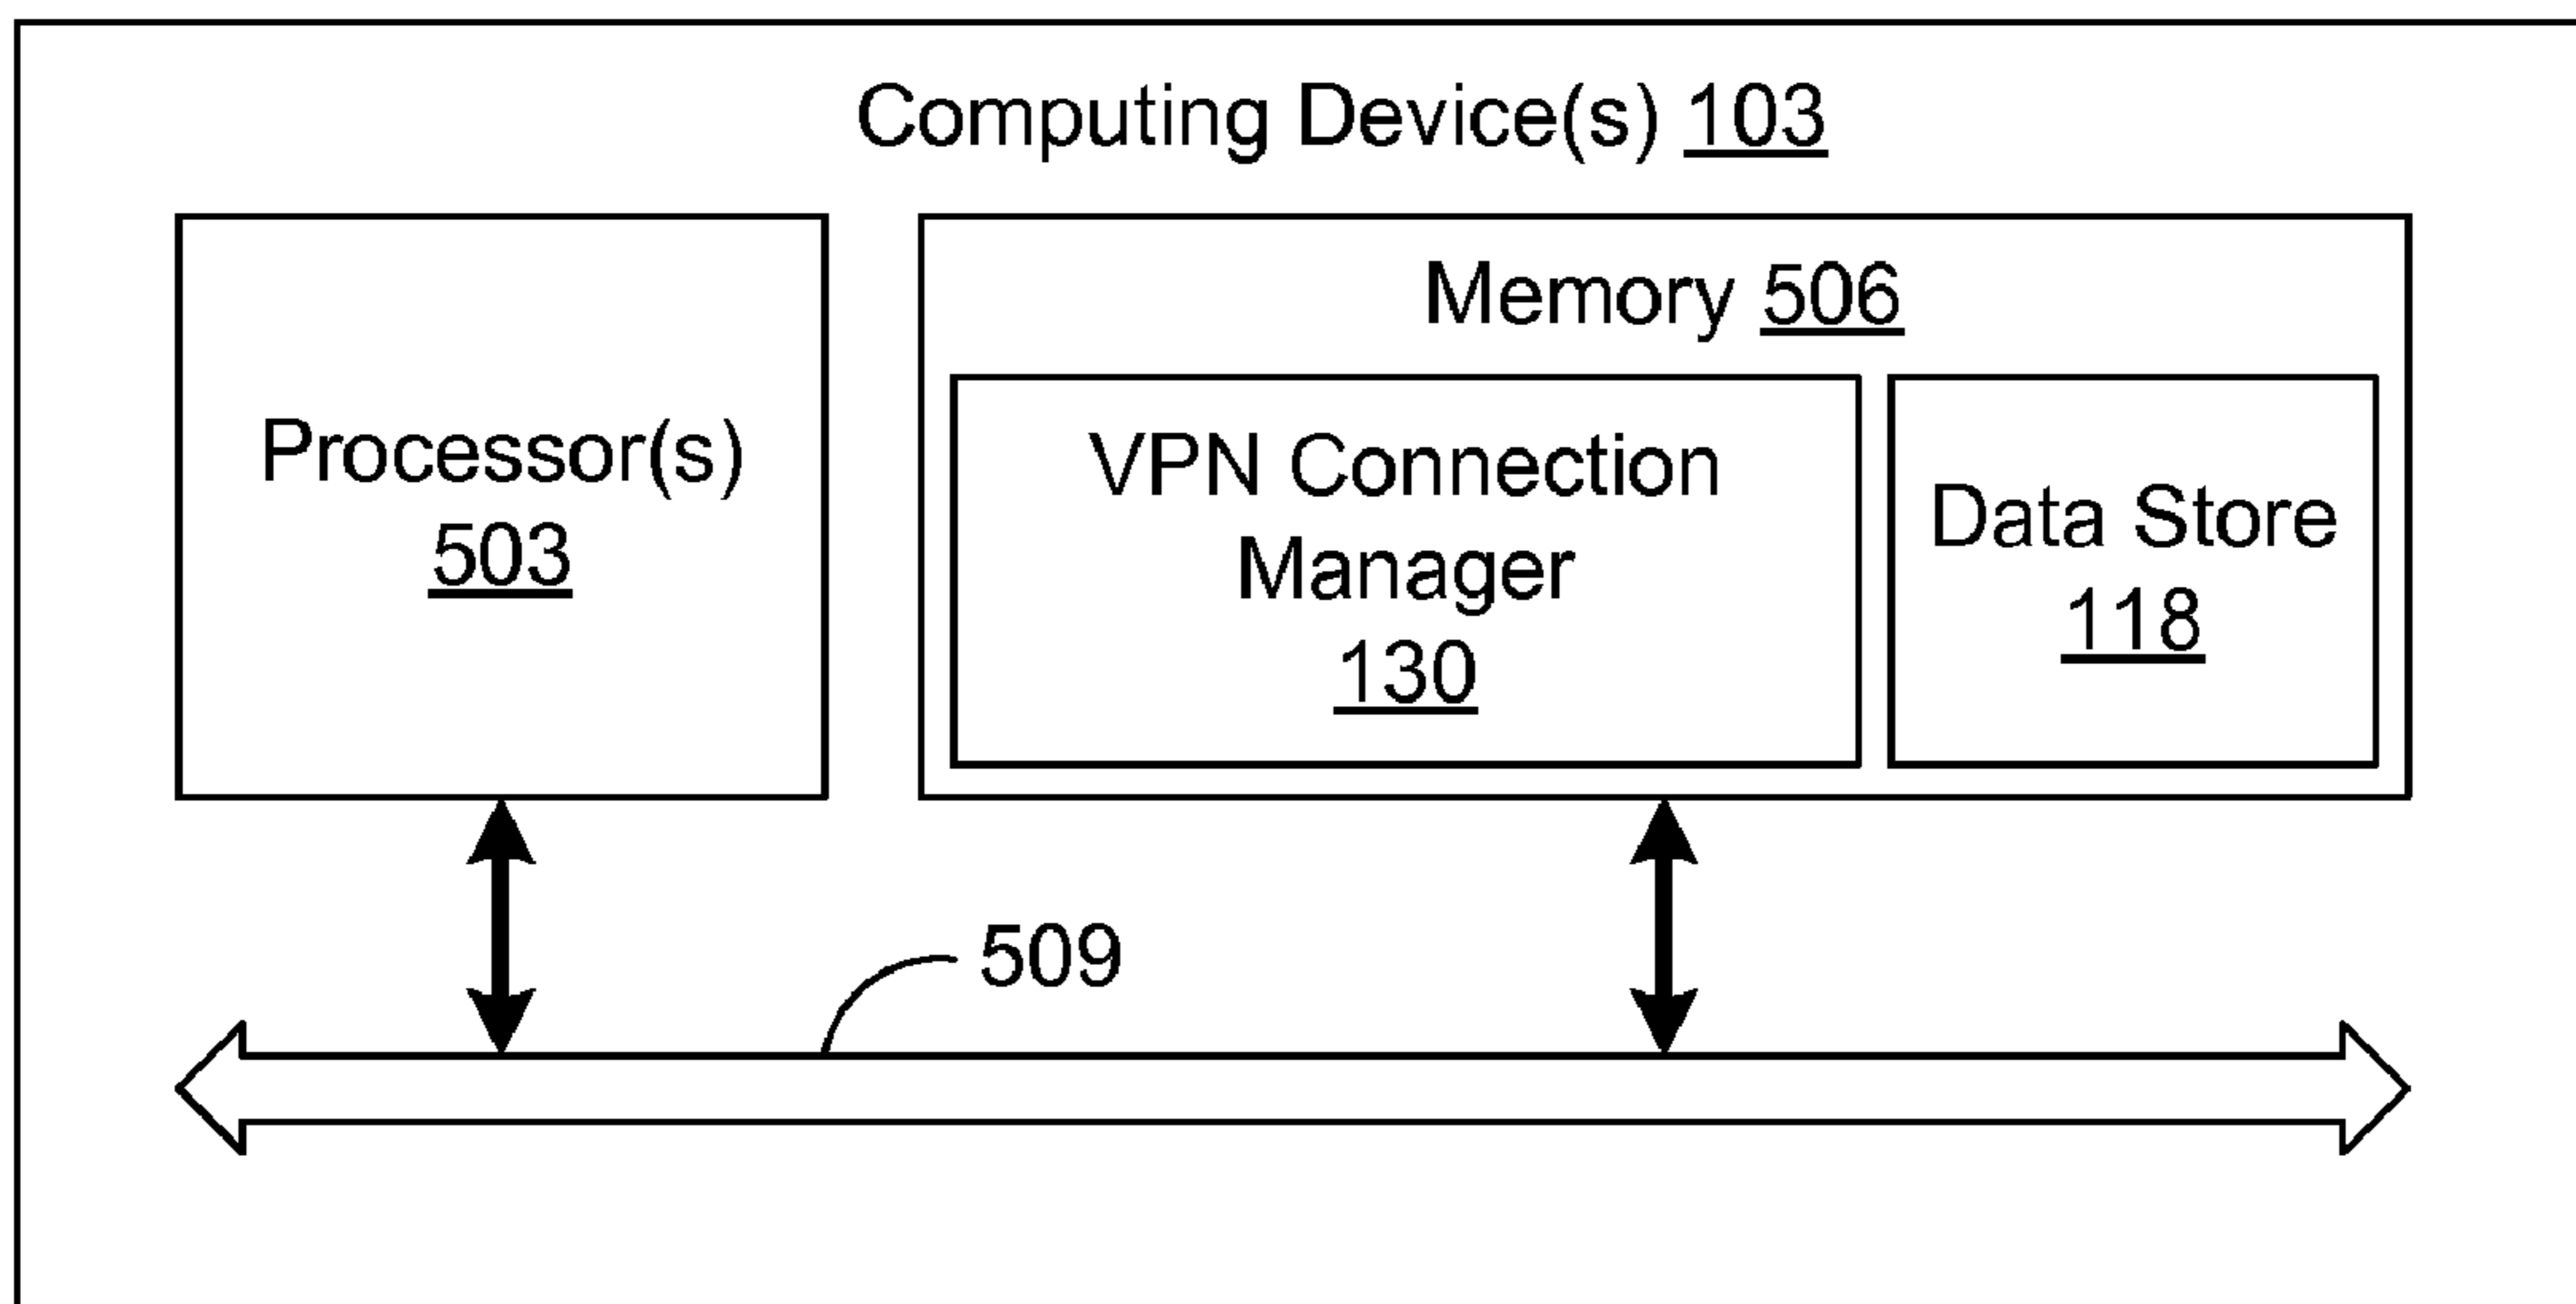 Computing Device(s) 103
Memory 506
Processor(s)
503
VPN Connection
Manager
130
Data Store
118
509